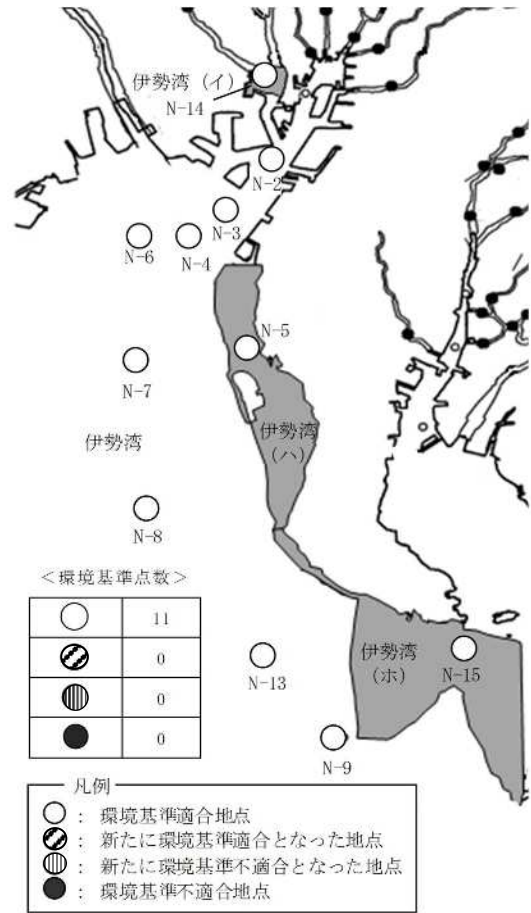 伊勢湾（イ）
N-14
N-2
N-3
N-6
N-4
N-5
N-7
伊勢湾
伊勢湾
（ハ）
N-8
＜環境基準点数＞
11
0
0
0
伊勢湾
（ホ）
N-13
N-15
N-9
凡例
： 環境基準適合地点
： 新たに環境基準適合となった地点
： 新たに環境基準不適合となった地点
： 環境基準不適合地点